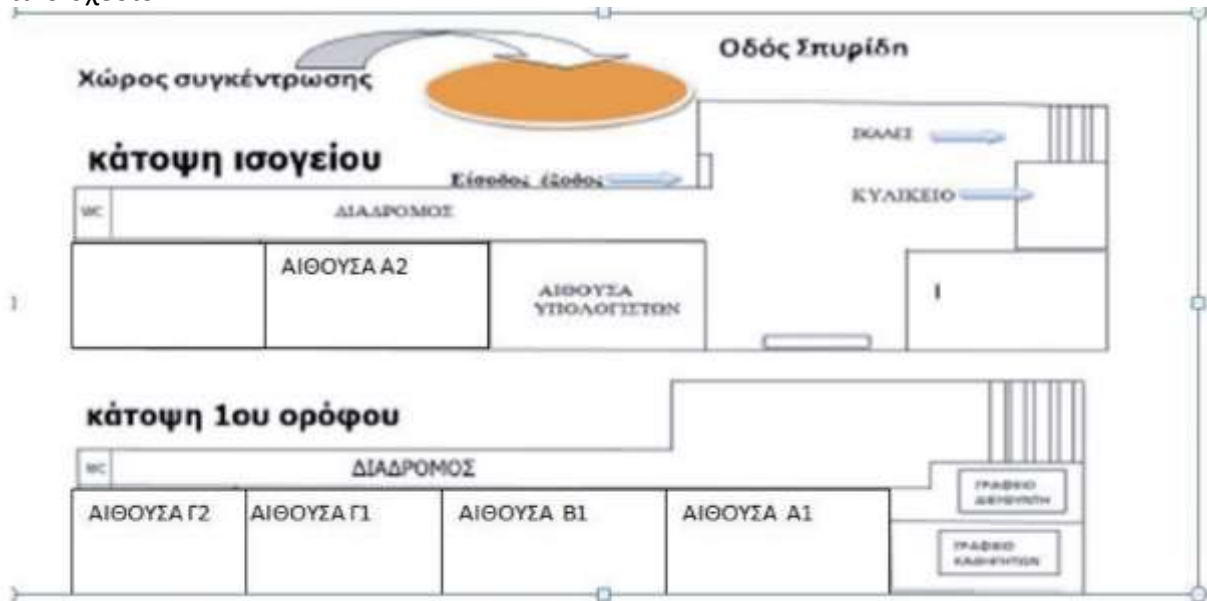 Οδός Σπυρίδη
Χώρος συγκέντρωσης
ΣΚΑΛΕΣ
κάτοψη ισογείου
Είσοδος έξοδος
ΚΥΛΙΚΕΙΟ
WC
ΔΙΑΔΡΟΜΟΣ
ΑΙΘΟΥΣΑ Α2
ΑΙΘΟΥΣΑ
ΥΠΟΛΟΓΙΣΤΩΝ
κάτοψη 1ου ορόφου
WC
ΔΙΑΔΡΟΜΟΣ
ΓΡΑΦΕΙΟ
ΔΙΕΥΘΥΝΤΗ
ΑΙΘΟΥΣΑ Γ2
ΑΙΘΟΥΣΑ Γ1
ΑΙΘΟΥΣΑ Β1
ΑΙΘΟΥΣΑ Α1
ΓΡΑΦΕΙΟ
ΚΑΘΗΓΗΤΩΝ